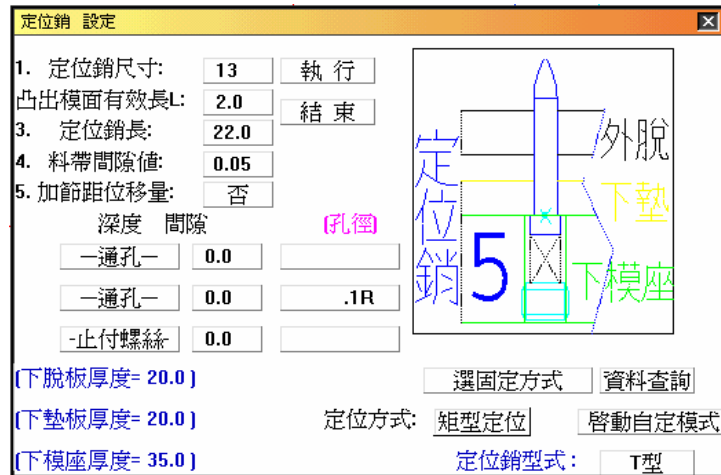 定位銷 設定
1. 定位銷尺寸: 13 執 行
凸出模面有效長L: 2.0 結 束
3. 定位銷長: 22.0
4. 料帶間隙值: 0.05
5. 加節距位移量: 否
深度 間隙 (孔徑)
—通孔— 0.0
—通孔— 0.0 .1R
-止付螺絲- 0.0
定位銷 5
外脫
下墊
下模座
(下脫板厚度= 20.0 ) 選固定方式 資料查詢
(下墊板厚度= 20.0 ) 定位方式: 矩型定位 啓動自定模式
(下模座厚度= 35.0 ) 定位銷型式 : T型